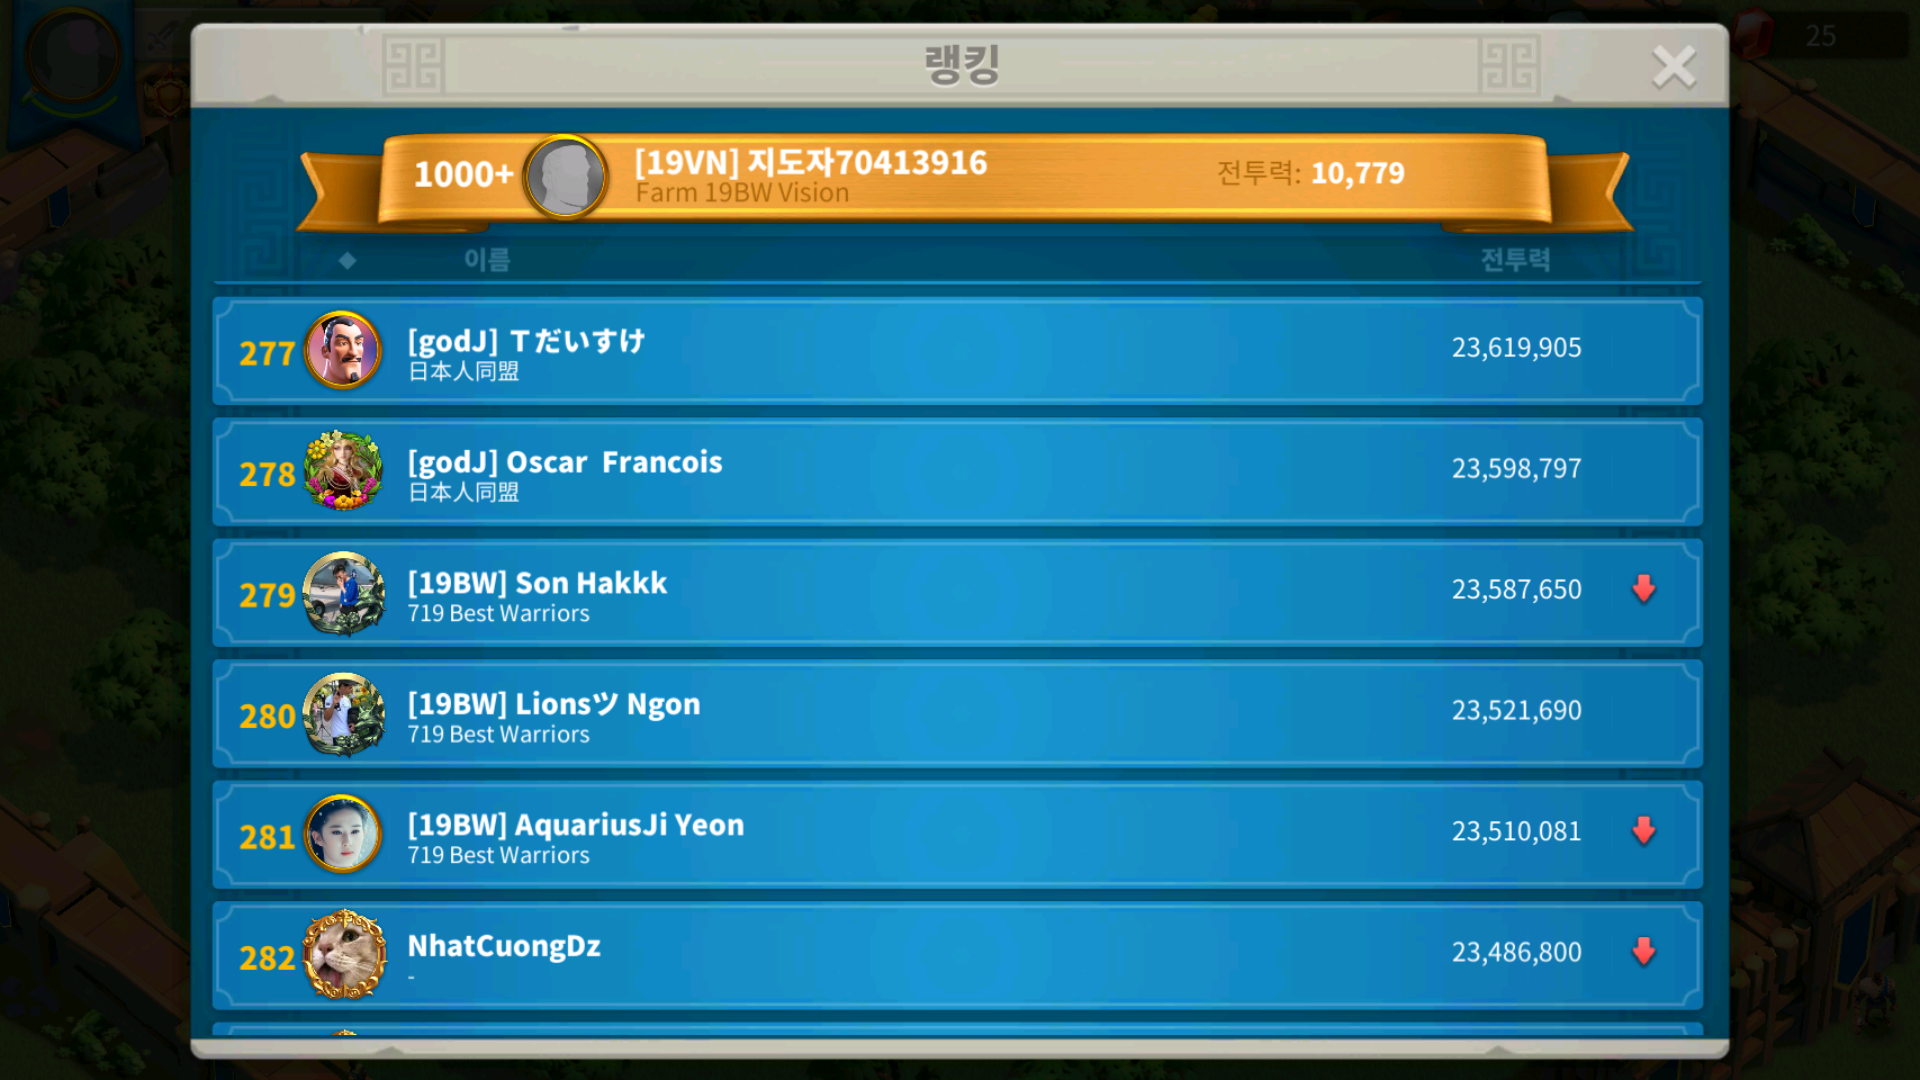 랭킹
25
1000+
[19VN] 지도자70413916
Farm 19BW Vision
전투력: 10,779
이름
전투력
277
[godJ] Tだいすけ
日本人同盟
23,619,905
278
[godJ] Oscar  Francois
日本人同盟
23,598,797
279
[19BW] Son Hakkk
719 Best Warriors
23,587,650
280
[19BW] Lionsツ Ngon
719 Best Warriors
23,521,690
281
[19BW] AquariusJi Yeon
719 Best Warriors
23,510,081
282
NhatCuongDz
-
23,486,800